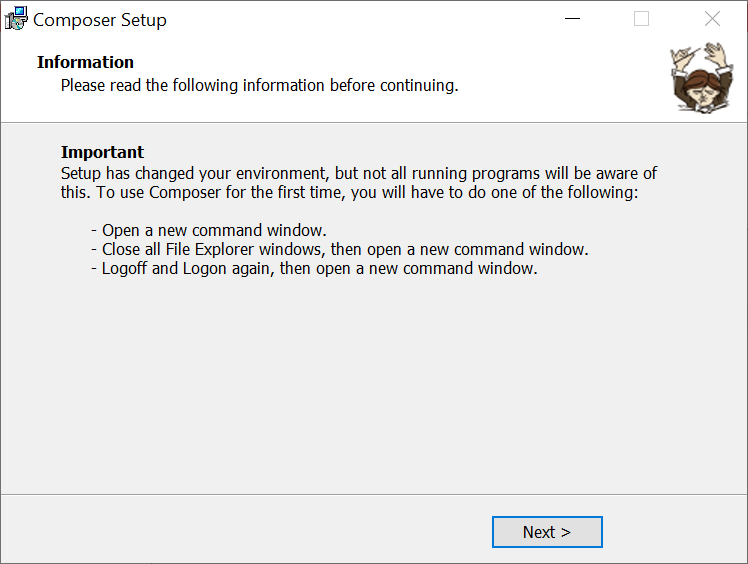 Composer Setup
Information
Please read the following information before continuing.
Important
Setup has changed your environment, but not all running programs will be aware of
this. To use Composer for the first time, you will have to do one of the following:
- Open a new command window.
- Close all File Explorer windows, then open a new command window.
- Logoff and Logon again, then open a new command window.
Next >